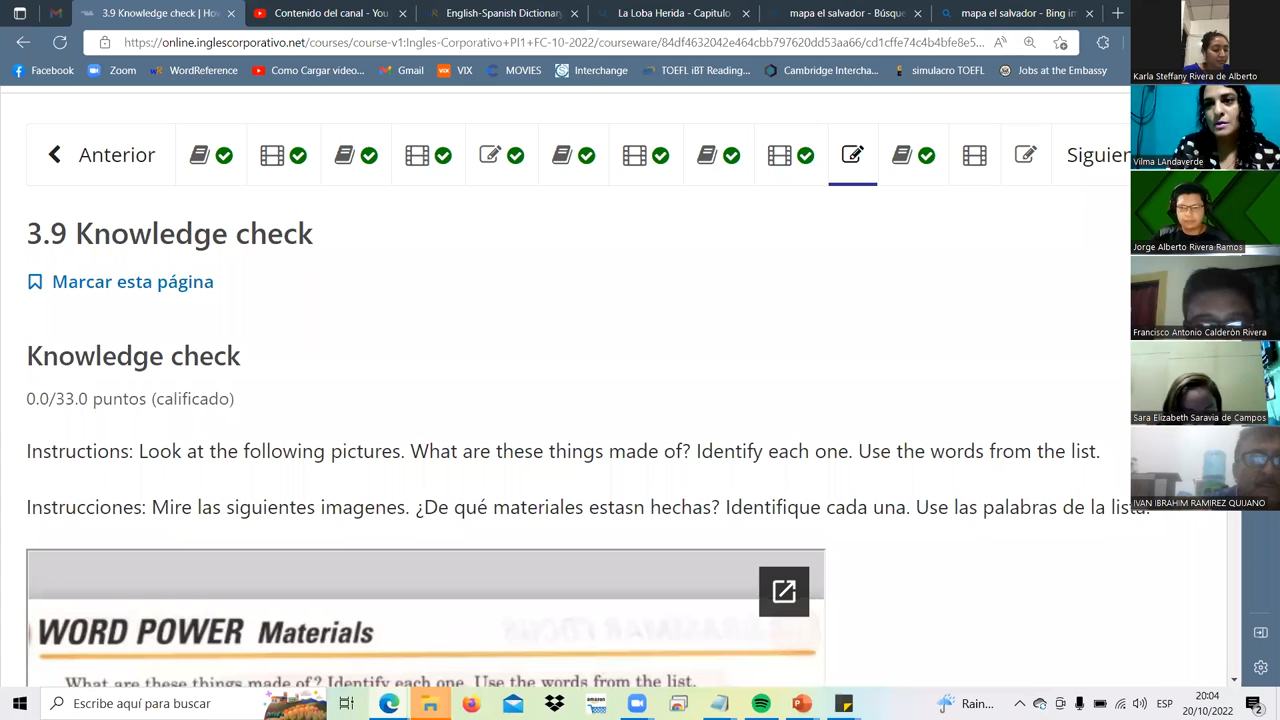 3.9 Knowledge check | Hov
Contenido del canal - You
English-Spanish Dictionary
La Loba Herida - Capitulo
mapa el salvador - Búsque
mapa el salvador - Bing im
https://online.inglescorporativo.net/courses/course-v1:Ingles-Corporativo+PI1+FC-10-2022/courseware/84df4632042e464cbb797620dd53aa66/cd1cffe74c4b4bfe8e5...
Facebook
Zoom
WordReference
Como Cargar video...
Gmail
VIX
MOVIES
Interchange
TOEFL iBT Reading...
Cambridge Intercha...
simulacro TOEFL
Jobs at the Embassy
Anterior
Siguien
3.9 Knowledge check
Marcar esta página
Knowledge check
0.0/33.0 puntos (calificado)
Instructions: Look at the following pictures. What are these things made of? Identify each one. Use the words from the list.
Instrucciones: Mire las siguientes imagenes. ¿De qué materiales estasn hechas? Identifique cada una. Use las palabras de la lista.
WORD POWER Materials
What are these things made of? Identify each one. Use the words from the list.
Karla Steffany Rivera de Alberto
Vilma LAndaverde
Jorge Alberto Rivera Ramos
Francisco Antonio Calderón Rivera
Sara Elizabeth Saravia de Campos
IVAN IBRAHIM RAMIREZ QUIJANO
Escribe aquí para buscar
Rain...
ESP
20:04
20/10/2022
2